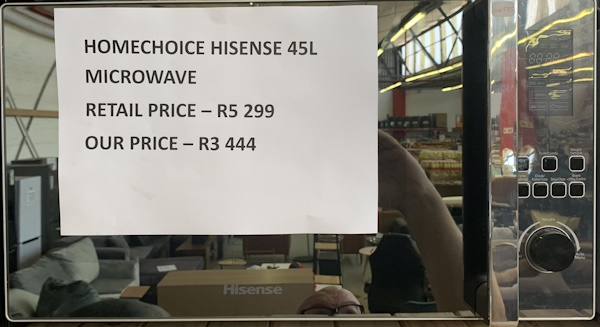 HOMECHOICE HISENSE 45L
MICROWAVE
RETAIL PRICE – R5 299
OUR PRICE – R3 444
Hisense